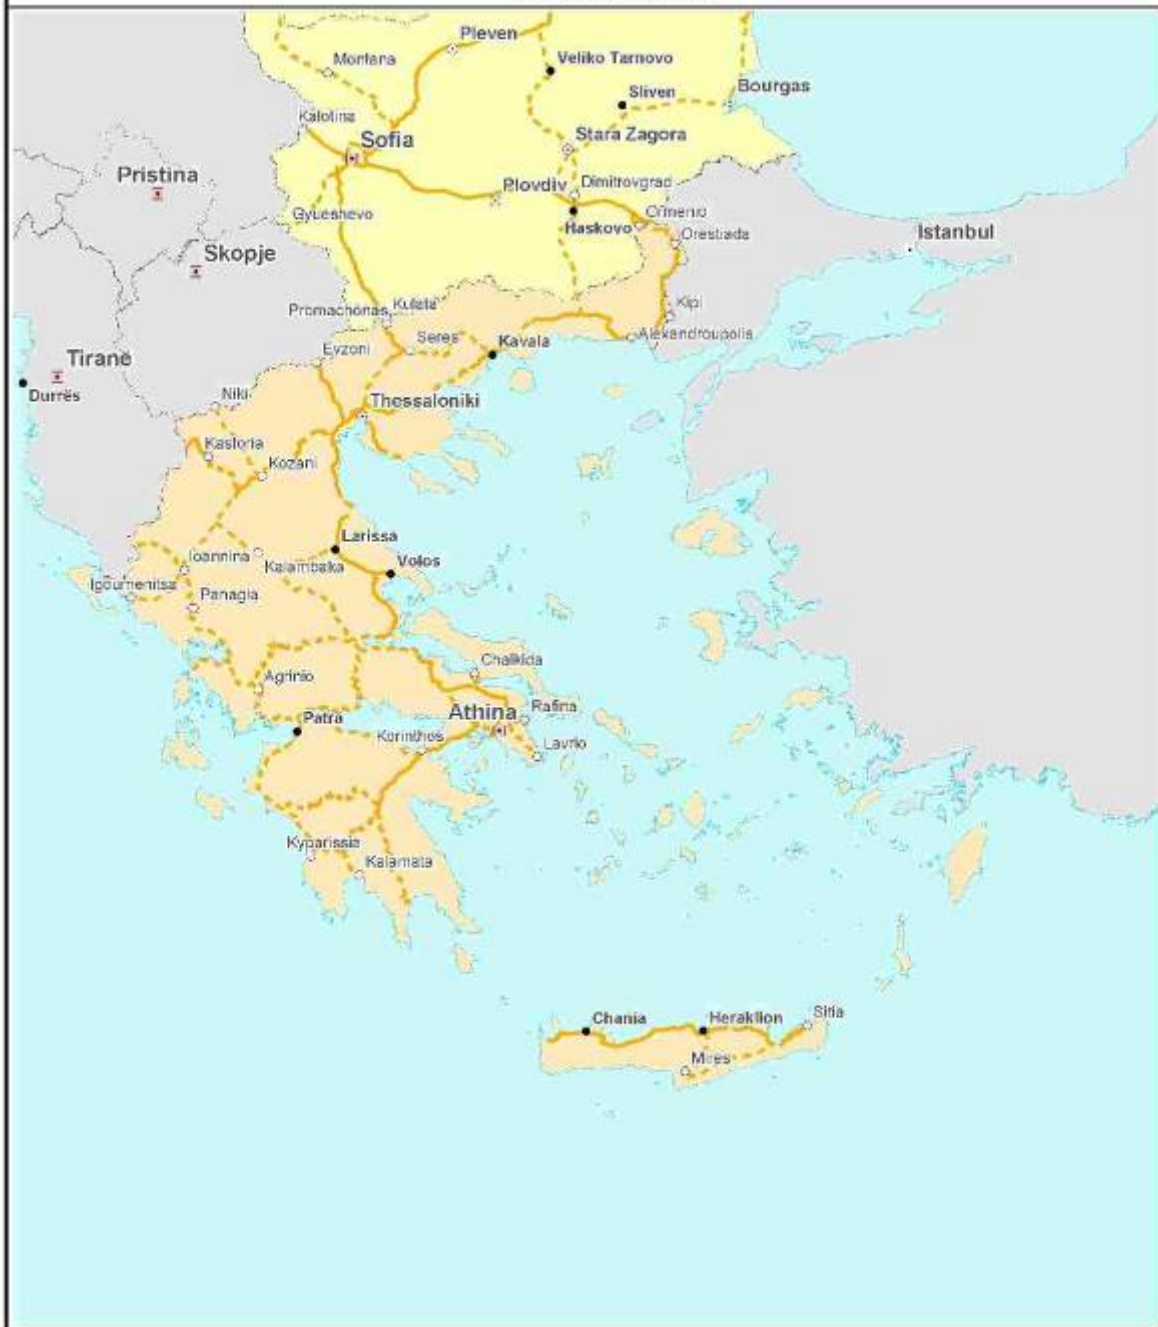 Pleven
Montana
Veliko Tarnovo
Sliven
Bourgas
Kalotina
Sofia
Stara Zagora
Pristina
Plovdiv
Dimitrovgrad
Gyueshevo
Haskovo
Ormenio
Orestiada
Istanbul
Skopje
Promachonas
Kulata
Kipi
Seres
Kavala
Alexandroupolis
Evzoni
Tirane
Durrës
Niki
Thessaloniki
Kastoria
Kozani
Larissa
Ioannina
Kalambaka
Volos
Igoumenitsa
Panagia
Chalkida
Agrinio
Athina
Rafina
Patra
Korinthos
Lavrio
Kyparissia
Kalamata
Chania
Heraklion
Sitia
Mires